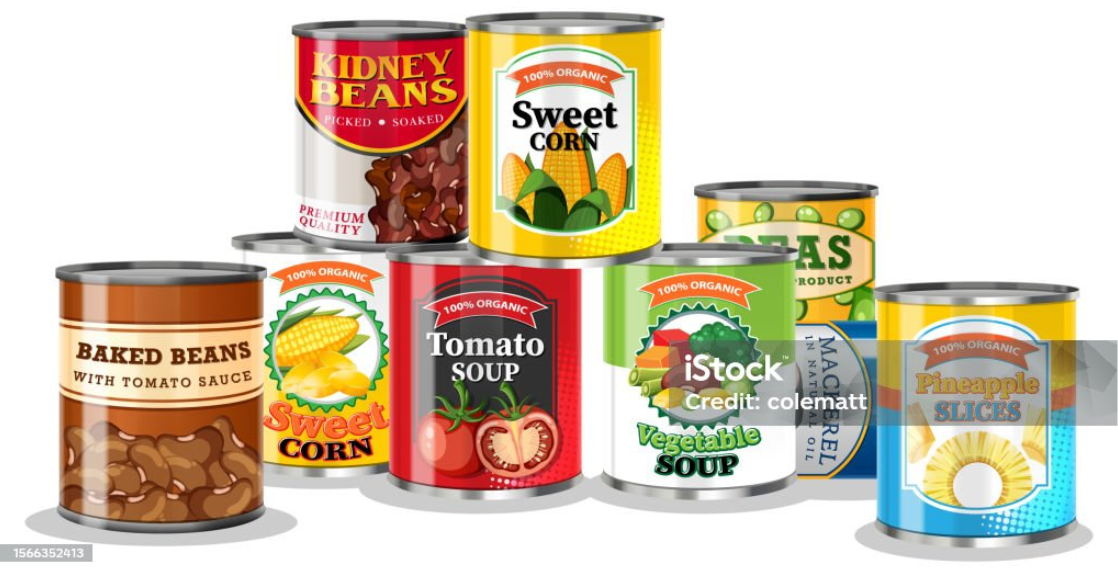 KIDNEY
BEANS
PICKED • SOAKED
PREMIUM
QUALITY
100% ORGANIC
Sweet
CORN
100% ORGANIC
Sweet
CORN
100% ORGANIC
Tomato
SOUP
100% ORGANIC
Vegetable
SOUP
PEAS
PRODUCT
BAKED BEANS
WITH TOMATO SAUCE
MACKEREL
IN NATURAL OIL
100% ORGANIC
Pineapple
SLICES
iStock™
Credit: colematt
1566352413